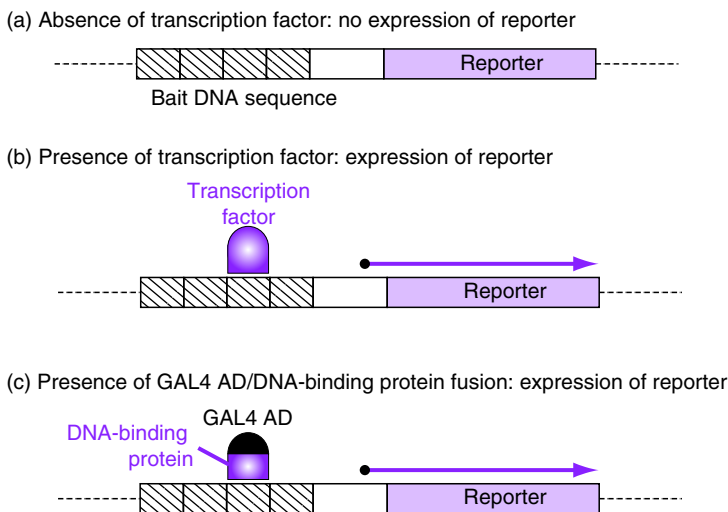 (a) Absence of transcription factor: no expression of reporter
Reporter
Bait DNA sequence
(b) Presence of transcription factor: expression of reporter
Transcription
factor
Reporter
(c) Presence of GAL4 AD/DNA-binding protein fusion: expression of reporter
GAL4 AD
DNA-binding
protein
Reporter